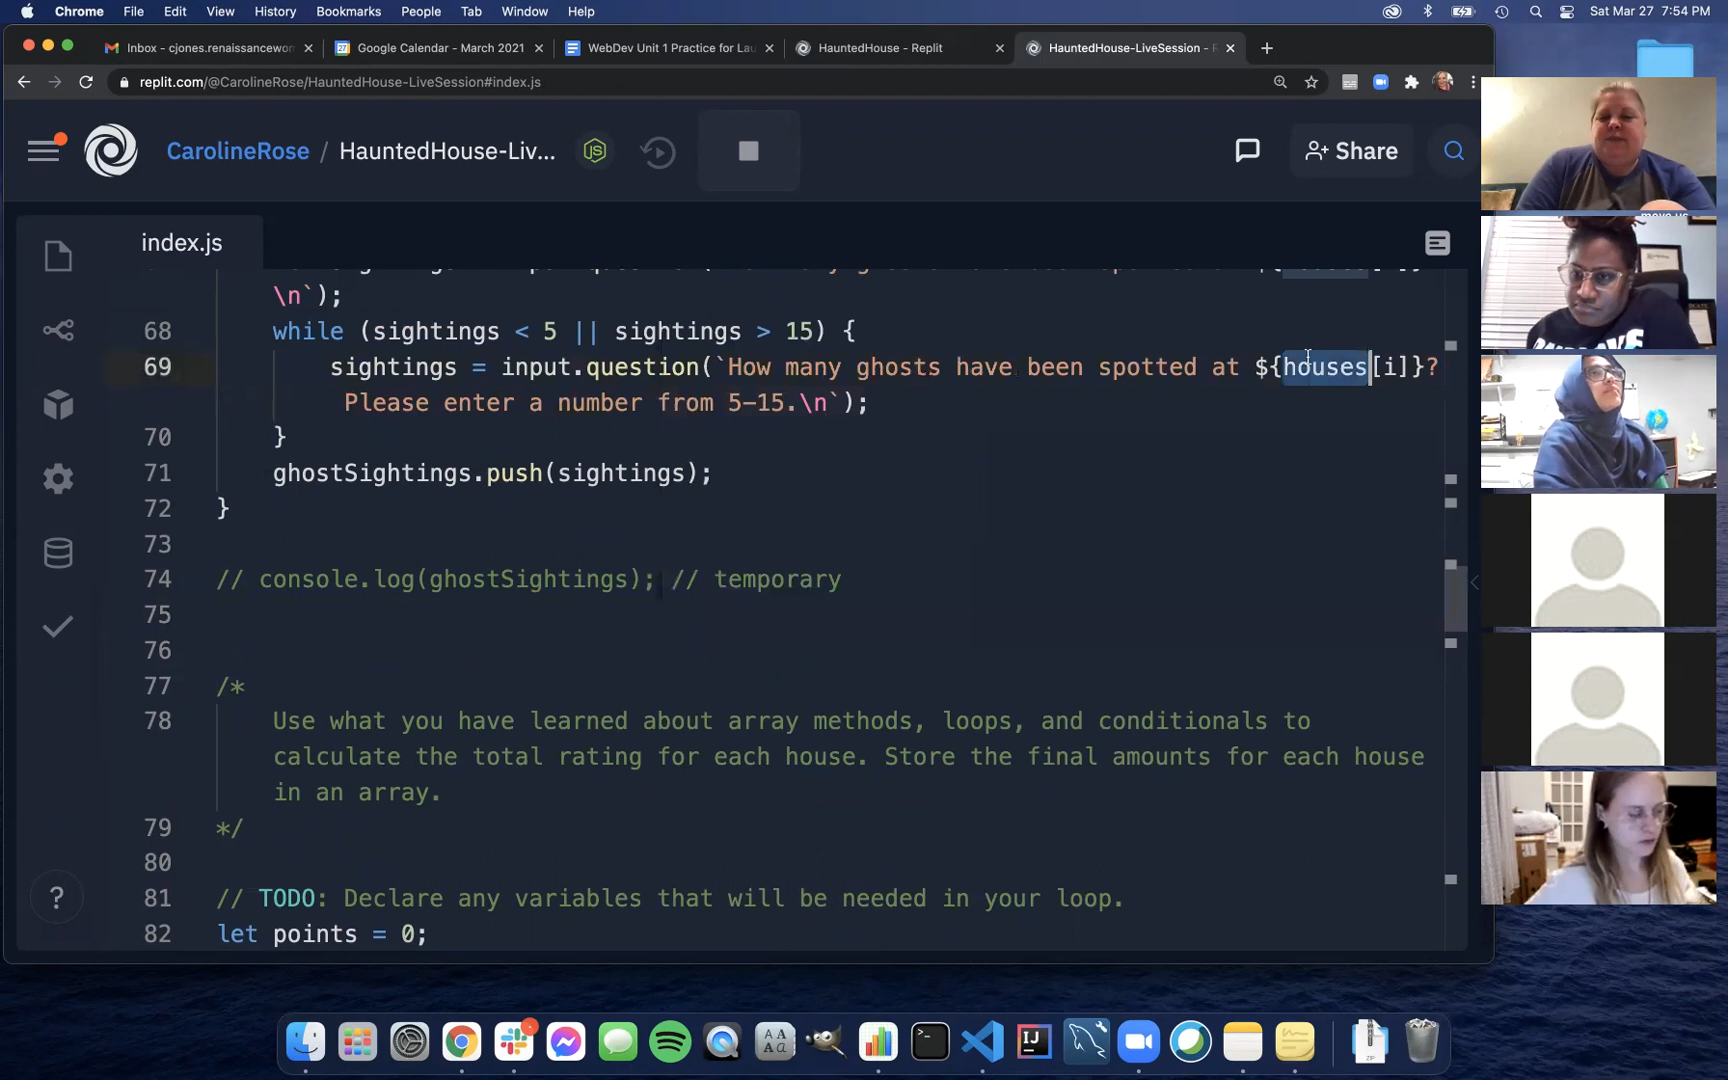 Chrome File Edit View History Bookmarks People Tab Window Help Sat Mar 27 7:54 PM
Inbox - cjones.renaissancewon Google Calendar - March 2021 WebDev Unit 1 Practice for Lau HauntedHouse - Replit HauntedHouse-LiveSession - R
replit.com/@CarolineRose/HauntedHouse-LiveSession#index.js
CarolineRose / HauntedHouse-Liv... Share
index.js
\n`);
68 while (sightings < 5 || sightings > 15) {
69 sightings = input.question(`How many ghosts have been spotted at ${houses[i]}?
Please enter a number from 5-15.\n`);
70 }
71 ghostSightings.push(sightings);
72 }
73
74 // console.log(ghostSightings); // temporary
75
76
77 /*
78 Use what you have learned about array methods, loops, and conditionals to
calculate the total rating for each house. Store the final amounts for each house
in an array.
79 */
80
81 // TODO: Declare any variables that will be needed in your loop.
82 let points = 0;